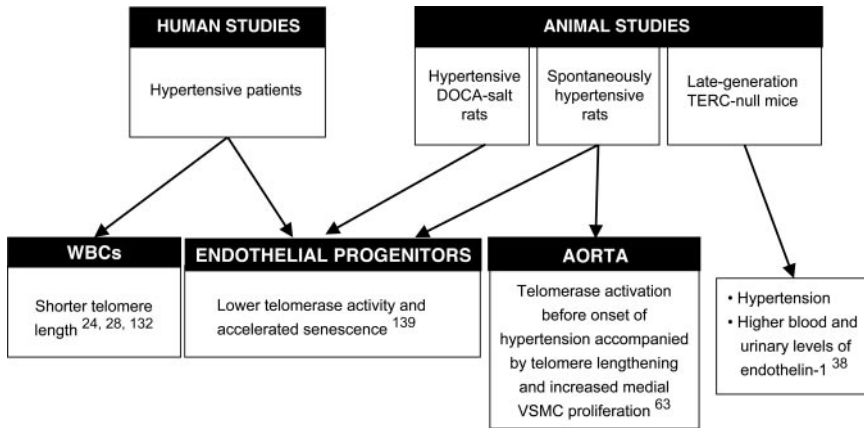 HUMAN STUDIES
Hypertensive patients
ANIMAL STUDIES
Hypertensive
DOCA-salt
rats
Spontaneously
hypertensive
rats
Late-generation
TERC-null mice
WBCs
Shorter telomere
length 24, 28, 132
ENDOTHELIAL PROGENITORS
Lower telomerase activity and
accelerated senescence 139
AORTA
Telomerase activation
before onset of
hypertension accompanied
by telomere lengthening
and increased medial
VSMC proliferation 63
• Hypertension
• Higher blood and
urinary levels of
endothelin-1 38